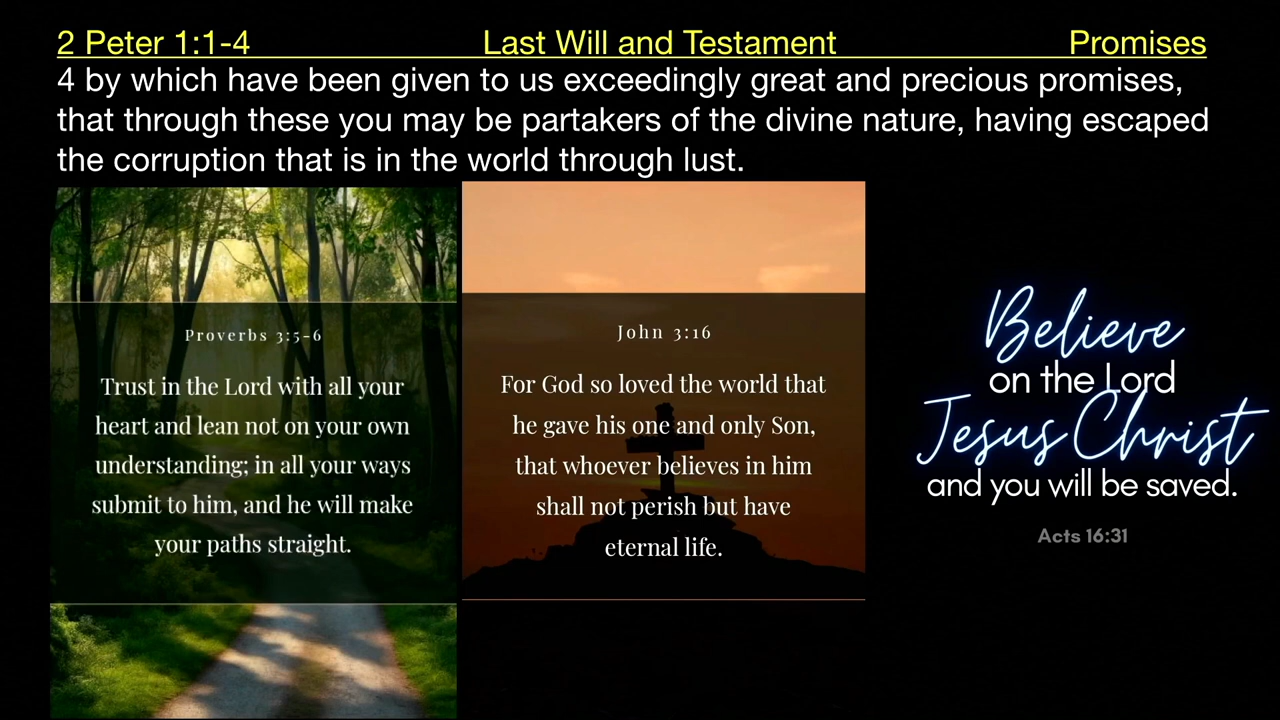 2 Peter 1:1-4 Last Will and Testament Promises
4 by which have been given to us exceedingly great and precious promises,
that through these you may be partakers of the divine nature, having escaped
the corruption that is in the world through lust.
Proverbs 3:5-6
Trust in the Lord with all your
heart and lean not on your own
understanding; in all your ways
submit to him, and he will make
your paths straight.
John 3:16
For God so loved the world that
he gave his one and only Son,
that whoever believes in him
shall not perish but have
eternal life.
Believe
on the Lord
Jesus Christ
and you will be saved.
Acts 16:31